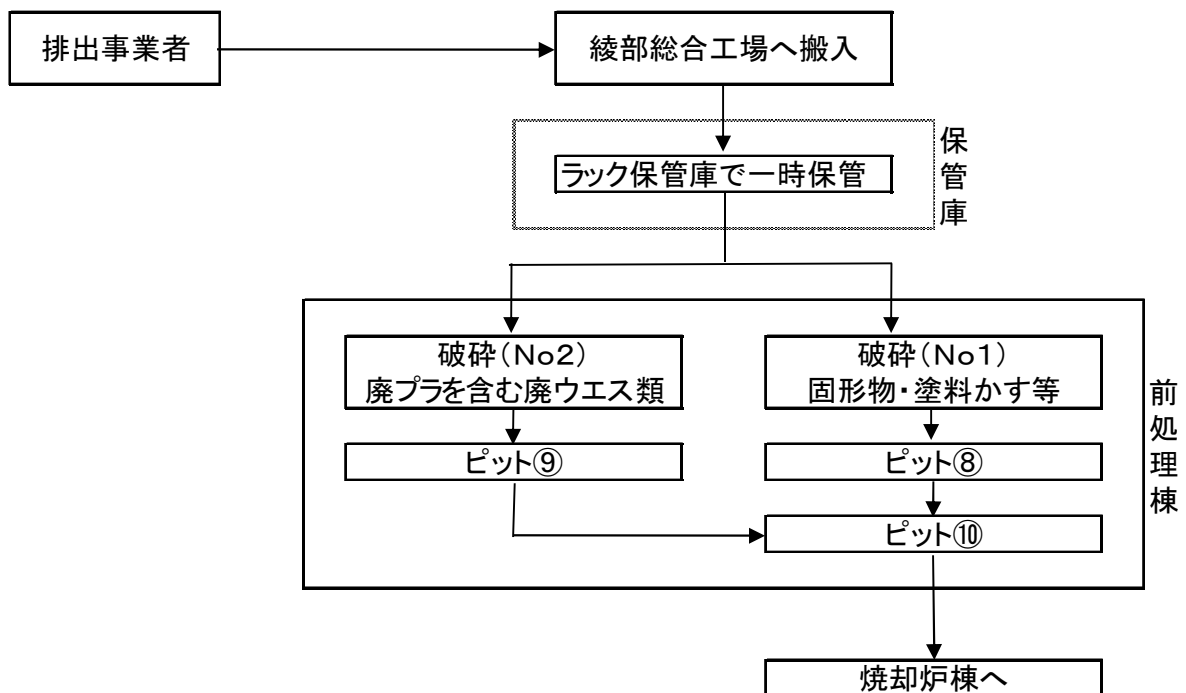 排出事業者
綾部総合工場へ搬入
ラック保管庫で一時保管
保管庫
破砕（No2）
廃プラを含む廃ウエス類
破砕（No1）
固形物・塗料かす等
ピット⑨
ピット⑧
ピット⑩
前処理棟
焼却炉棟へ